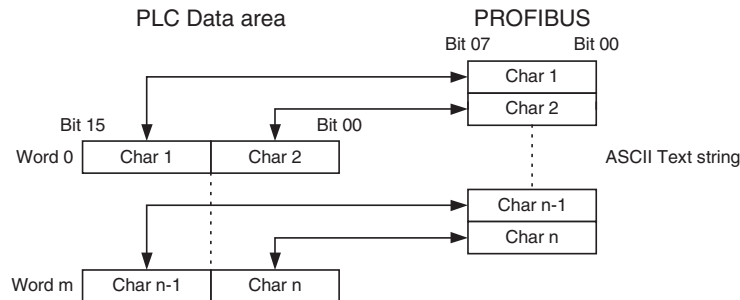 PLC Data area PROFIBUS
Bit 07 Bit 00
Char 1
Char 2
Bit 15 Bit 00
Word 0 Char 1 Char 2 ASCII Text string
Char n-1
Char n
Word m Char n-1 Char n